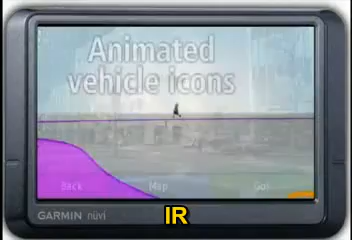 Animated
vehicle icons
Back Map Go!
GARMIN nüvi
IR